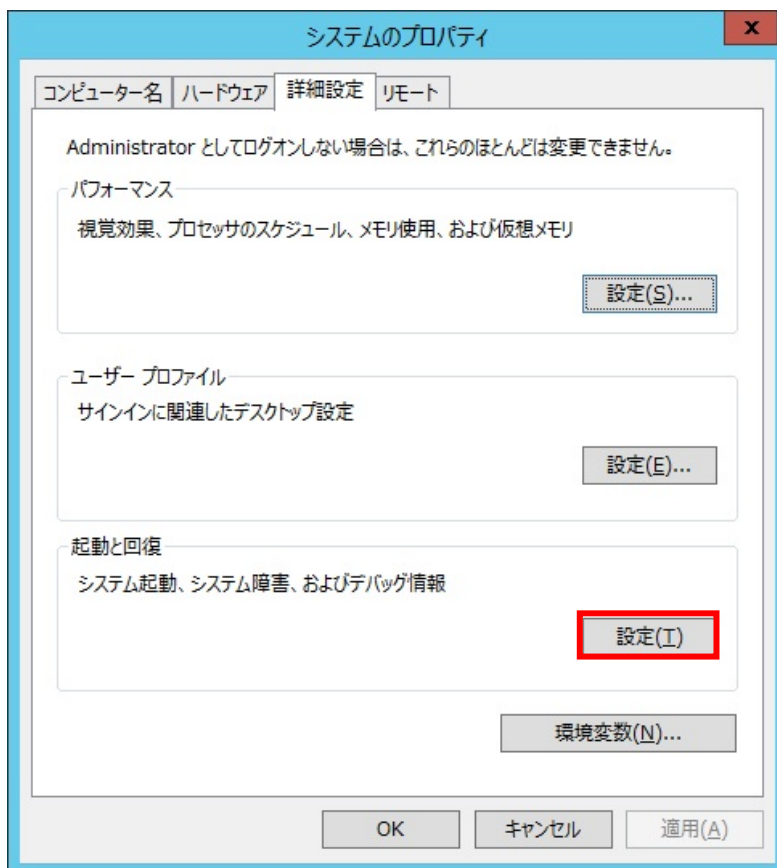 システムのプロパティ
x
コンピューター名 ハードウェア 詳細設定 リモート
Administrator としてログオンしない場合は、これらのほとんどは変更できません。
パフォーマンス
視覚効果、プロセッサのスケジュール、メモリ使用、および仮想メモリ
設定(S)...
ユーザー プロファイル
サインインに関連したデスクトップ設定
設定(E)...
起動と回復
システム起動、システム障害、およびデバッグ情報
設定(T)
環境変数(N)...
OK キャンセル 適用(A)